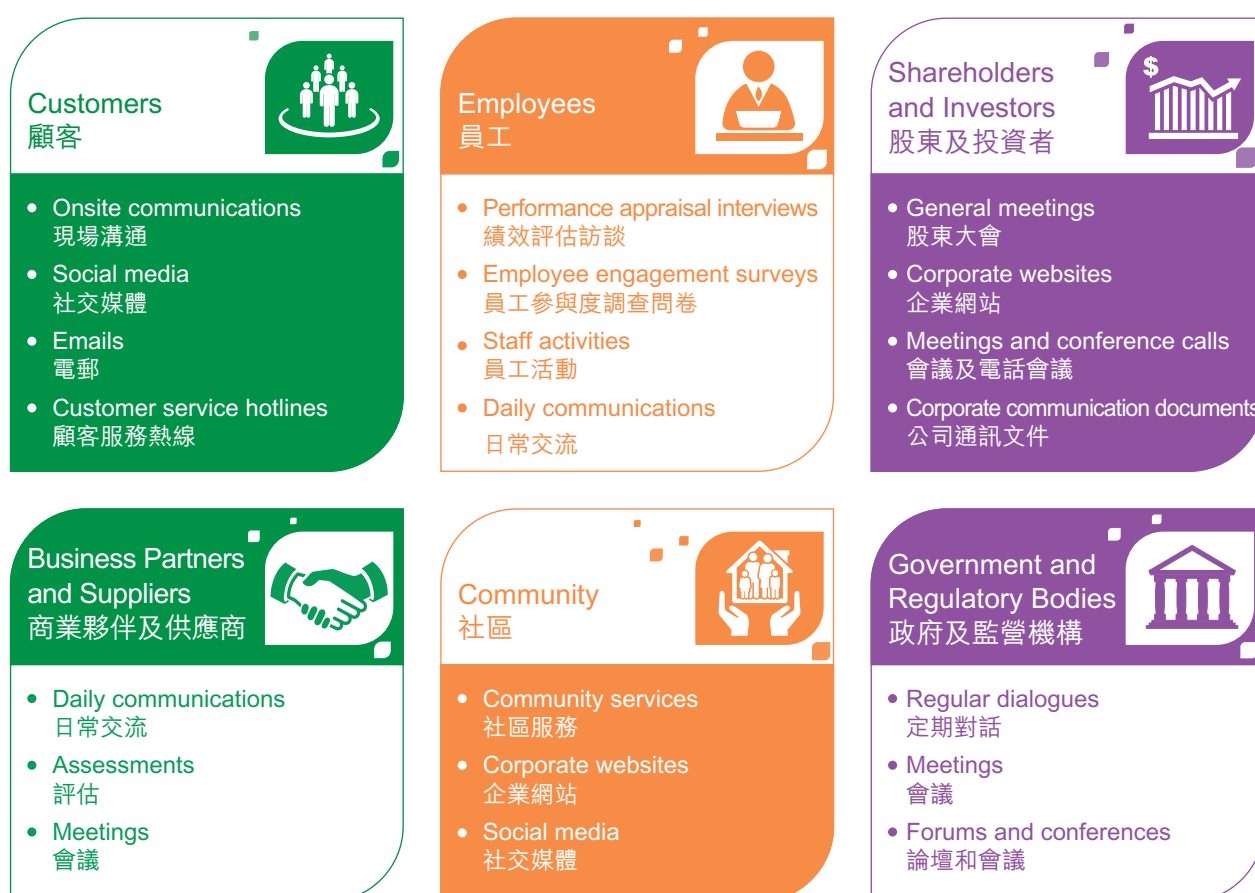 Customers
顧客
Onsite communications
現場溝通
Social media
社交媒體
Emails
電郵
Customer service hotlines
顧客服務熱線
Employees
員工
Performance appraisal interviews
績效評估訪談
Employee engagement surveys
員工參與度調查問卷
Staff activities
員工活動
Daily communications
日常交流
$
Shareholders
and Investors
股東及投資者
General meetings
股東大會
Corporate websites
企業網站
Meetings and conference calls
會議及電話會議
Corporate communication documents
公司通訊文件
Business Partners
and Suppliers
商業夥伴及供應商
Daily communications
日常交流
Assessments
評估
Meetings
會議
Community
社區
Community services
社區服務
Corporate websites
企業網站
Social media
社交媒體
Government and
Regulatory Bodies
政府及監營機構
Regular dialogues
定期對話
Meetings
會議
Forums and conferences
論壇和會議